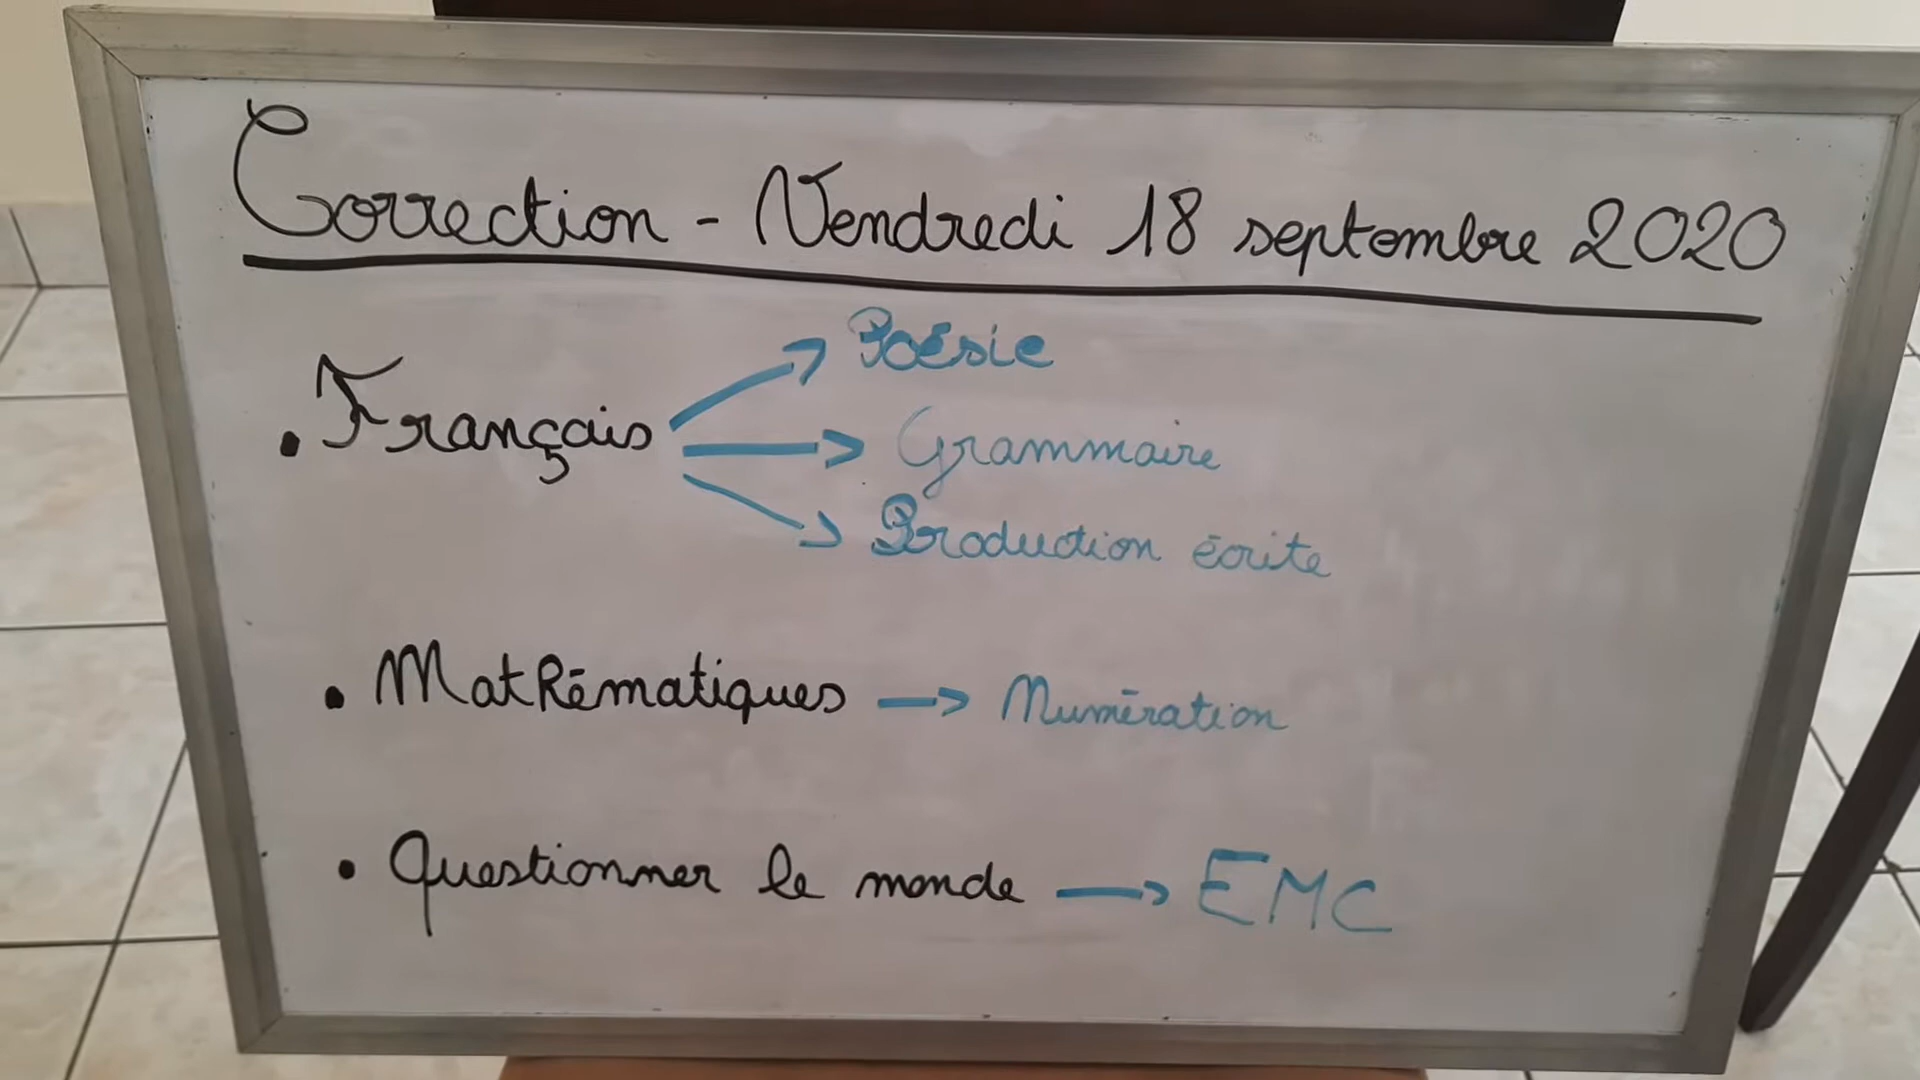 Correction - Vendredi 18 septembre 2020
Poésie
. Français
Grammaire
Production écrite
. Mathématiques → Numération
. Questionner le monde → EMC